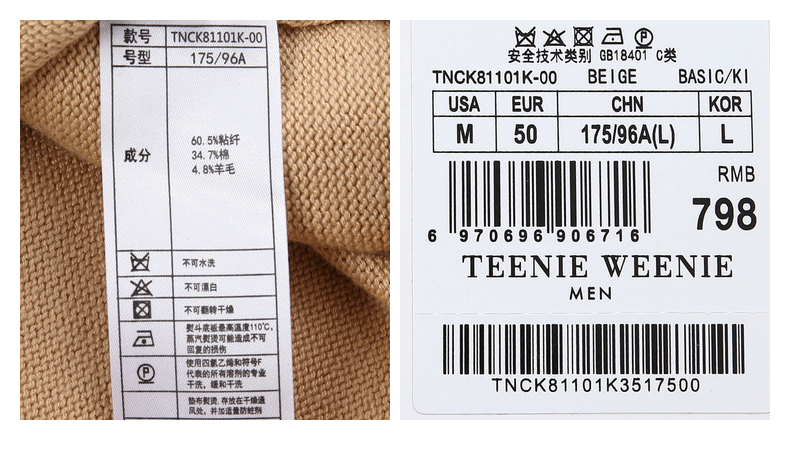 款号 TNCK81101K-00
号型 175/96A
成分
60.5%粘纤
34.7%棉
4.8%羊毛
不可水洗
不可漂白
不可翻转干燥
熨斗底板最高温度110℃,
蒸汽熨烫可能造成不可
回复的损伤
P
使用四氯乙烯和符号F
代表的所有溶剂的专业
干洗，缓和干洗
垫布熨烫,存放在干燥通
风处，并加适量防蛀剂
P
安全技术类别 GB18401 C类
TNCK81101K-00 BEIGE BASIC/KI
USA EUR CHN KOR
M 50 175/96A(L) L
RMB
798
6 970696 906716
TEENIE WEENIE
MEN
TNCK81101K3517500